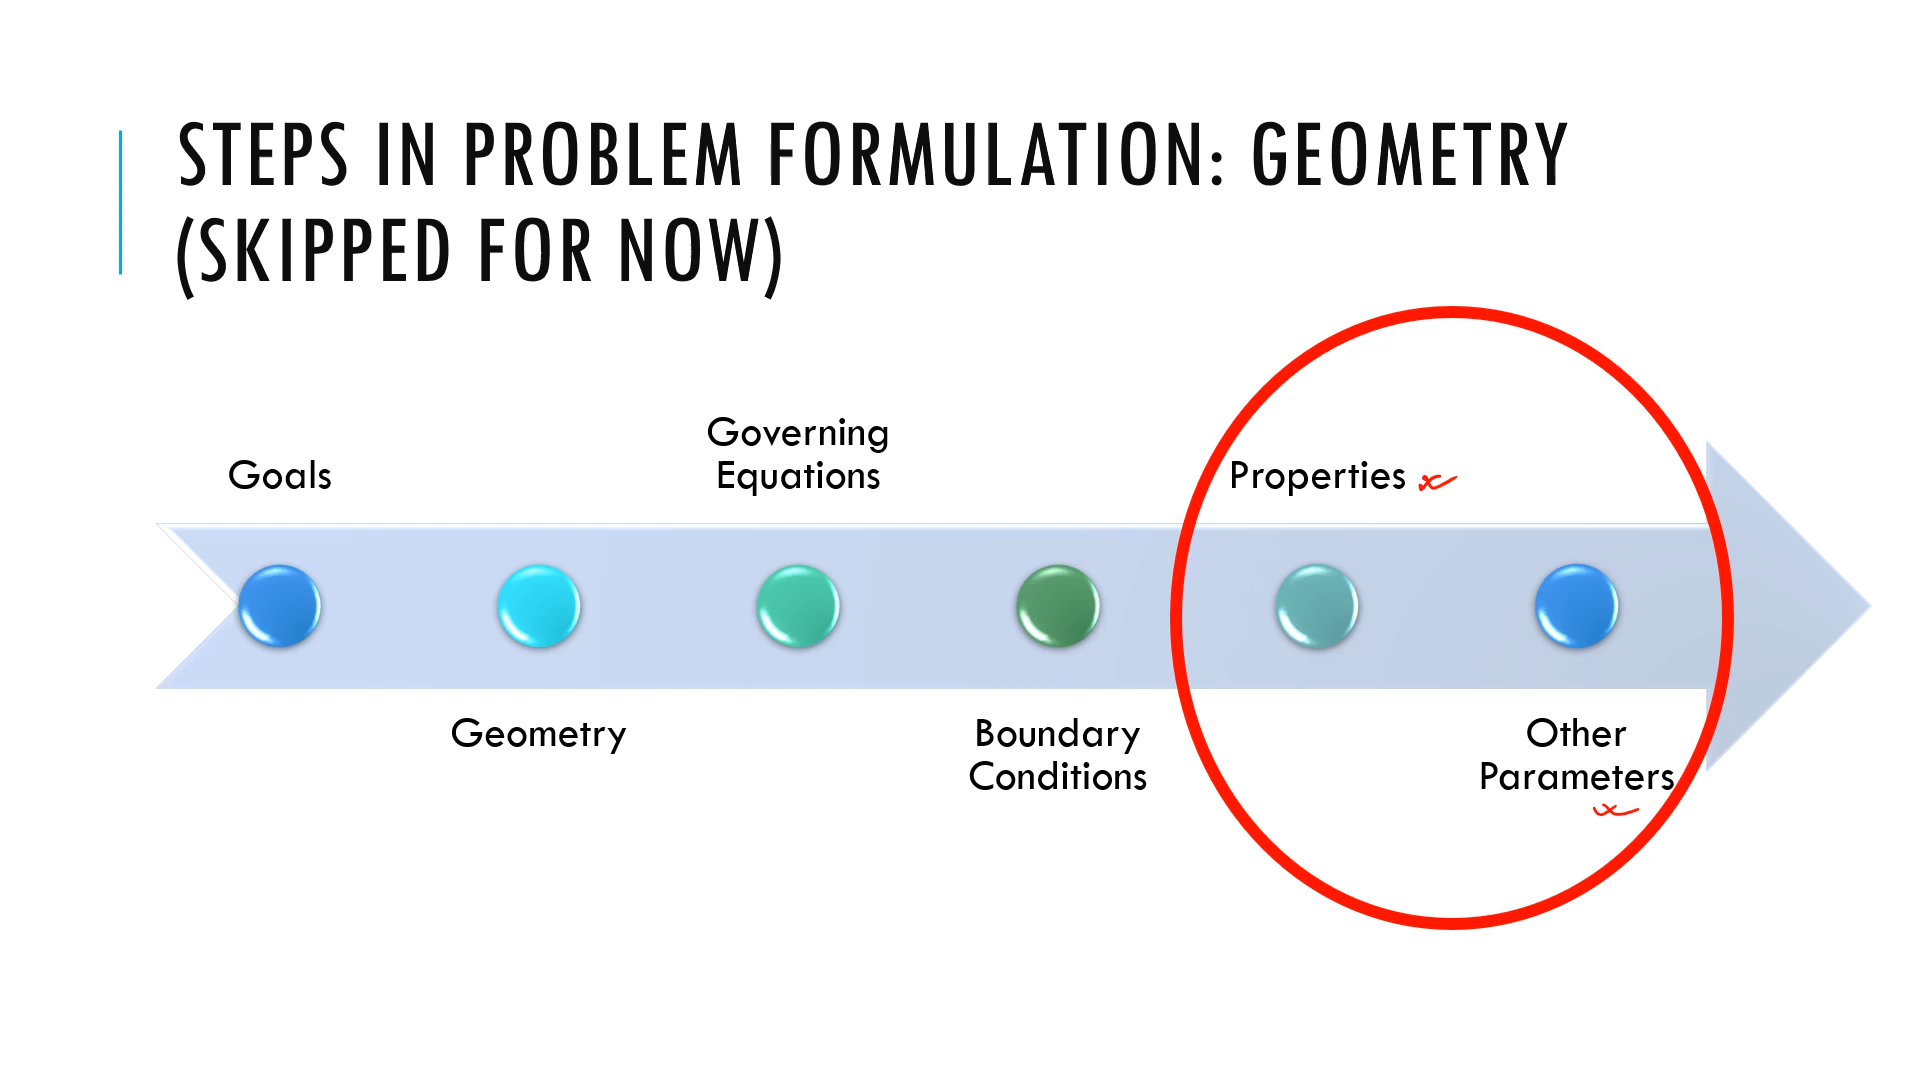 STEPS IN PROBLEM FORMULATION: GEOMETRY
(SKIPPED FOR NOW)
Goals
Geometry
Governing
Equations
Boundary
Conditions
Properties
Other
Parameters